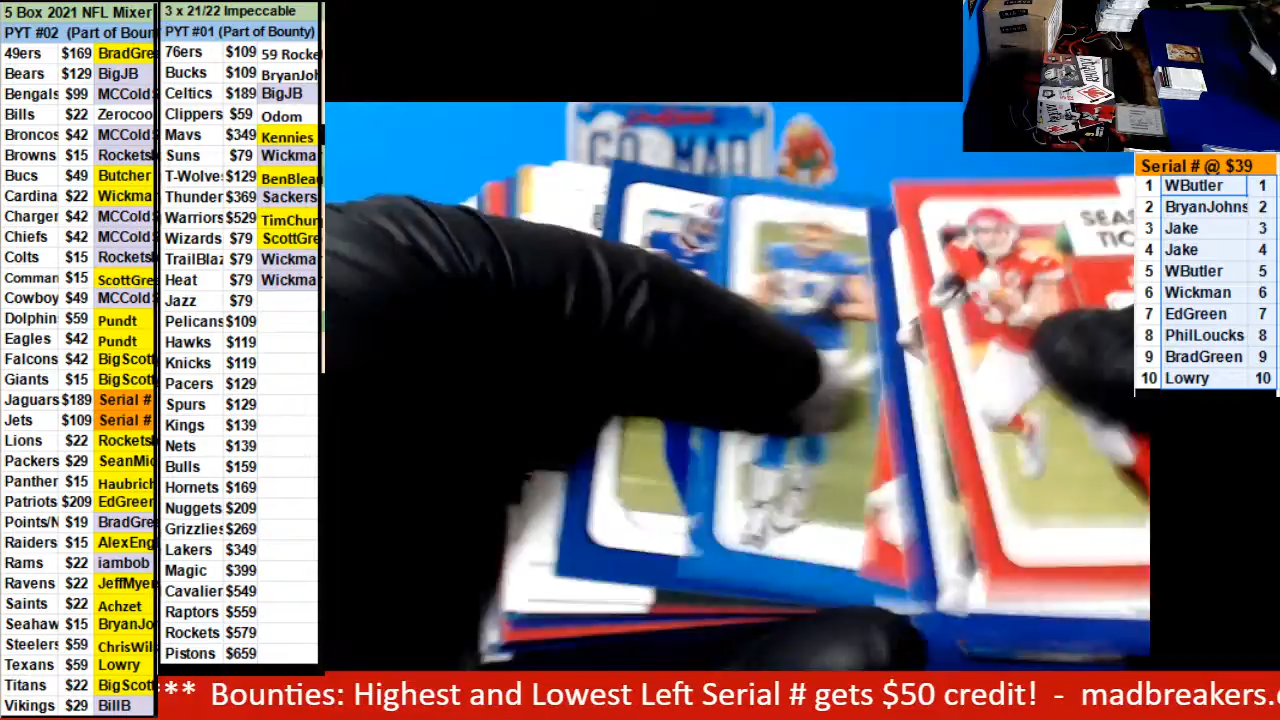 5 Box 2021 NFL Mixer
PYT #02 (Part of Boun
49ers $169 BradGre
Bears $129 BigJB
Bengals $99 MCCold
Bills $22 Zerocoo
Broncos $42 MCCold
Browns $15 Rocketsl
Bucs $49 Butcher
Cardina $22 Wickma
Charger $42 MCCold
Chiefs $42 MCCold
Colts $15 Rockets
Comman $15 ScottGre
Cowboy $49 MCCold
Dolphin $59 Pundt
Eagles $42 Pundt
Falcons $42 BigScott
Giants $15 BigScott
Jaguars $189 Serial #
Jets $109 Serial #
Lions $22 Rocketsl
Packers $29 SeanMic
Panther $15 Haubrich
Patriots $209 EdGreen
Points/N $19 BradGre
Raiders $15 AlexEng
Rams $22 iambob
Ravens $22 JeffMyer
Saints $22 Achzet
Seahaw $15 BryanJo
Steelers $59 ChrisWil
Texans $59 Lowry
Titans $22 BigScott
Vikings $29 BillB
3 x 21/22 Impeccable
PYT #01 (Part of Bounty)
76ers $109 59 Rocke
Bucks $109 BryanJoh
Celtics $189 BigJB
Clippers $59 Odom
Mavs $349 Kennies
Suns $79 Wickma
T-Wolve $129 BenBleau
Thunder $369 Sackers
Warriors $529 TimChun
Wizards $79 ScottGre
TrailBlaz $79 Wickma
Heat $79 Wickma
Jazz $79
Pelicans $109
Hawks $119
Knicks $119
Pacers $129
Spurs $129
Kings $139
Nets $139
Bulls $159
Hornets $169
Nuggets $209
Grizzlies $269
Lakers $349
Magic $399
Cavalier $549
Raptors $559
Rockets $579
Pistons $659
GO MAD
SEAS
TIC
Serial # @ $39
1 WButler 1
2 BryanJohns 2
3 Jake 3
4 Jake 4
5 WButler 5
6 Wickman 6
7 EdGreen 7
8 PhilLoucks 8
9 BradGreen 9
10 Lowry 10
** Bounties: Highest and Lowest Left Serial # gets $50 credit! - madbreakers.